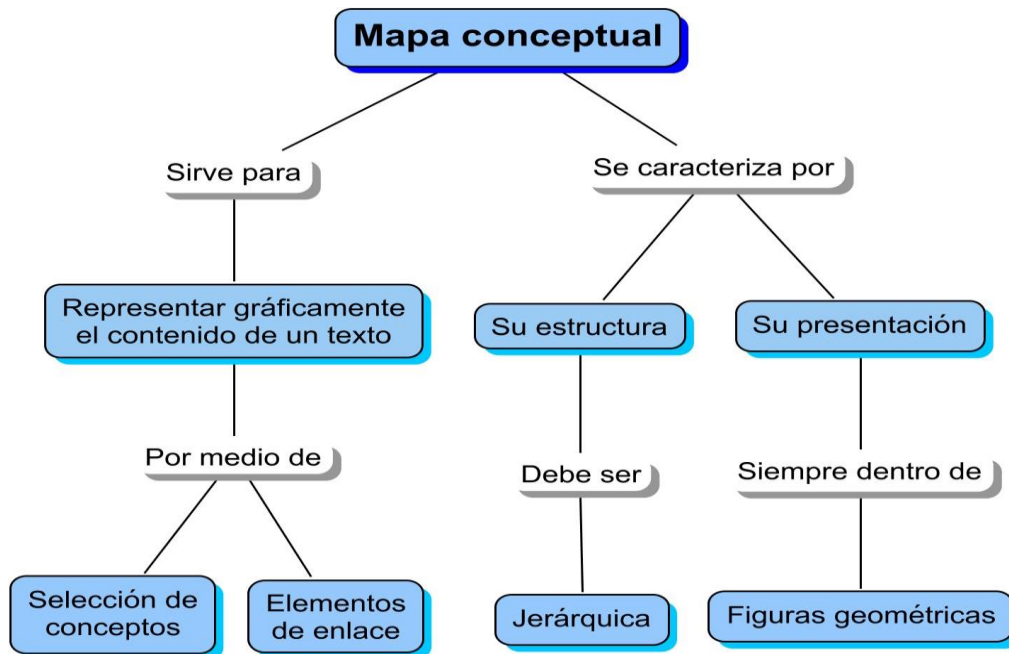 Mapa conceptual
Sirve para
Se caracteriza por
Representar gráficamente
el contenido de un texto
Su estructura
Su presentación
Por medio de
Debe ser
Siempre dentro de
Selección de
conceptos
Elementos
de enlace
Jerárquica
Figuras geométricas